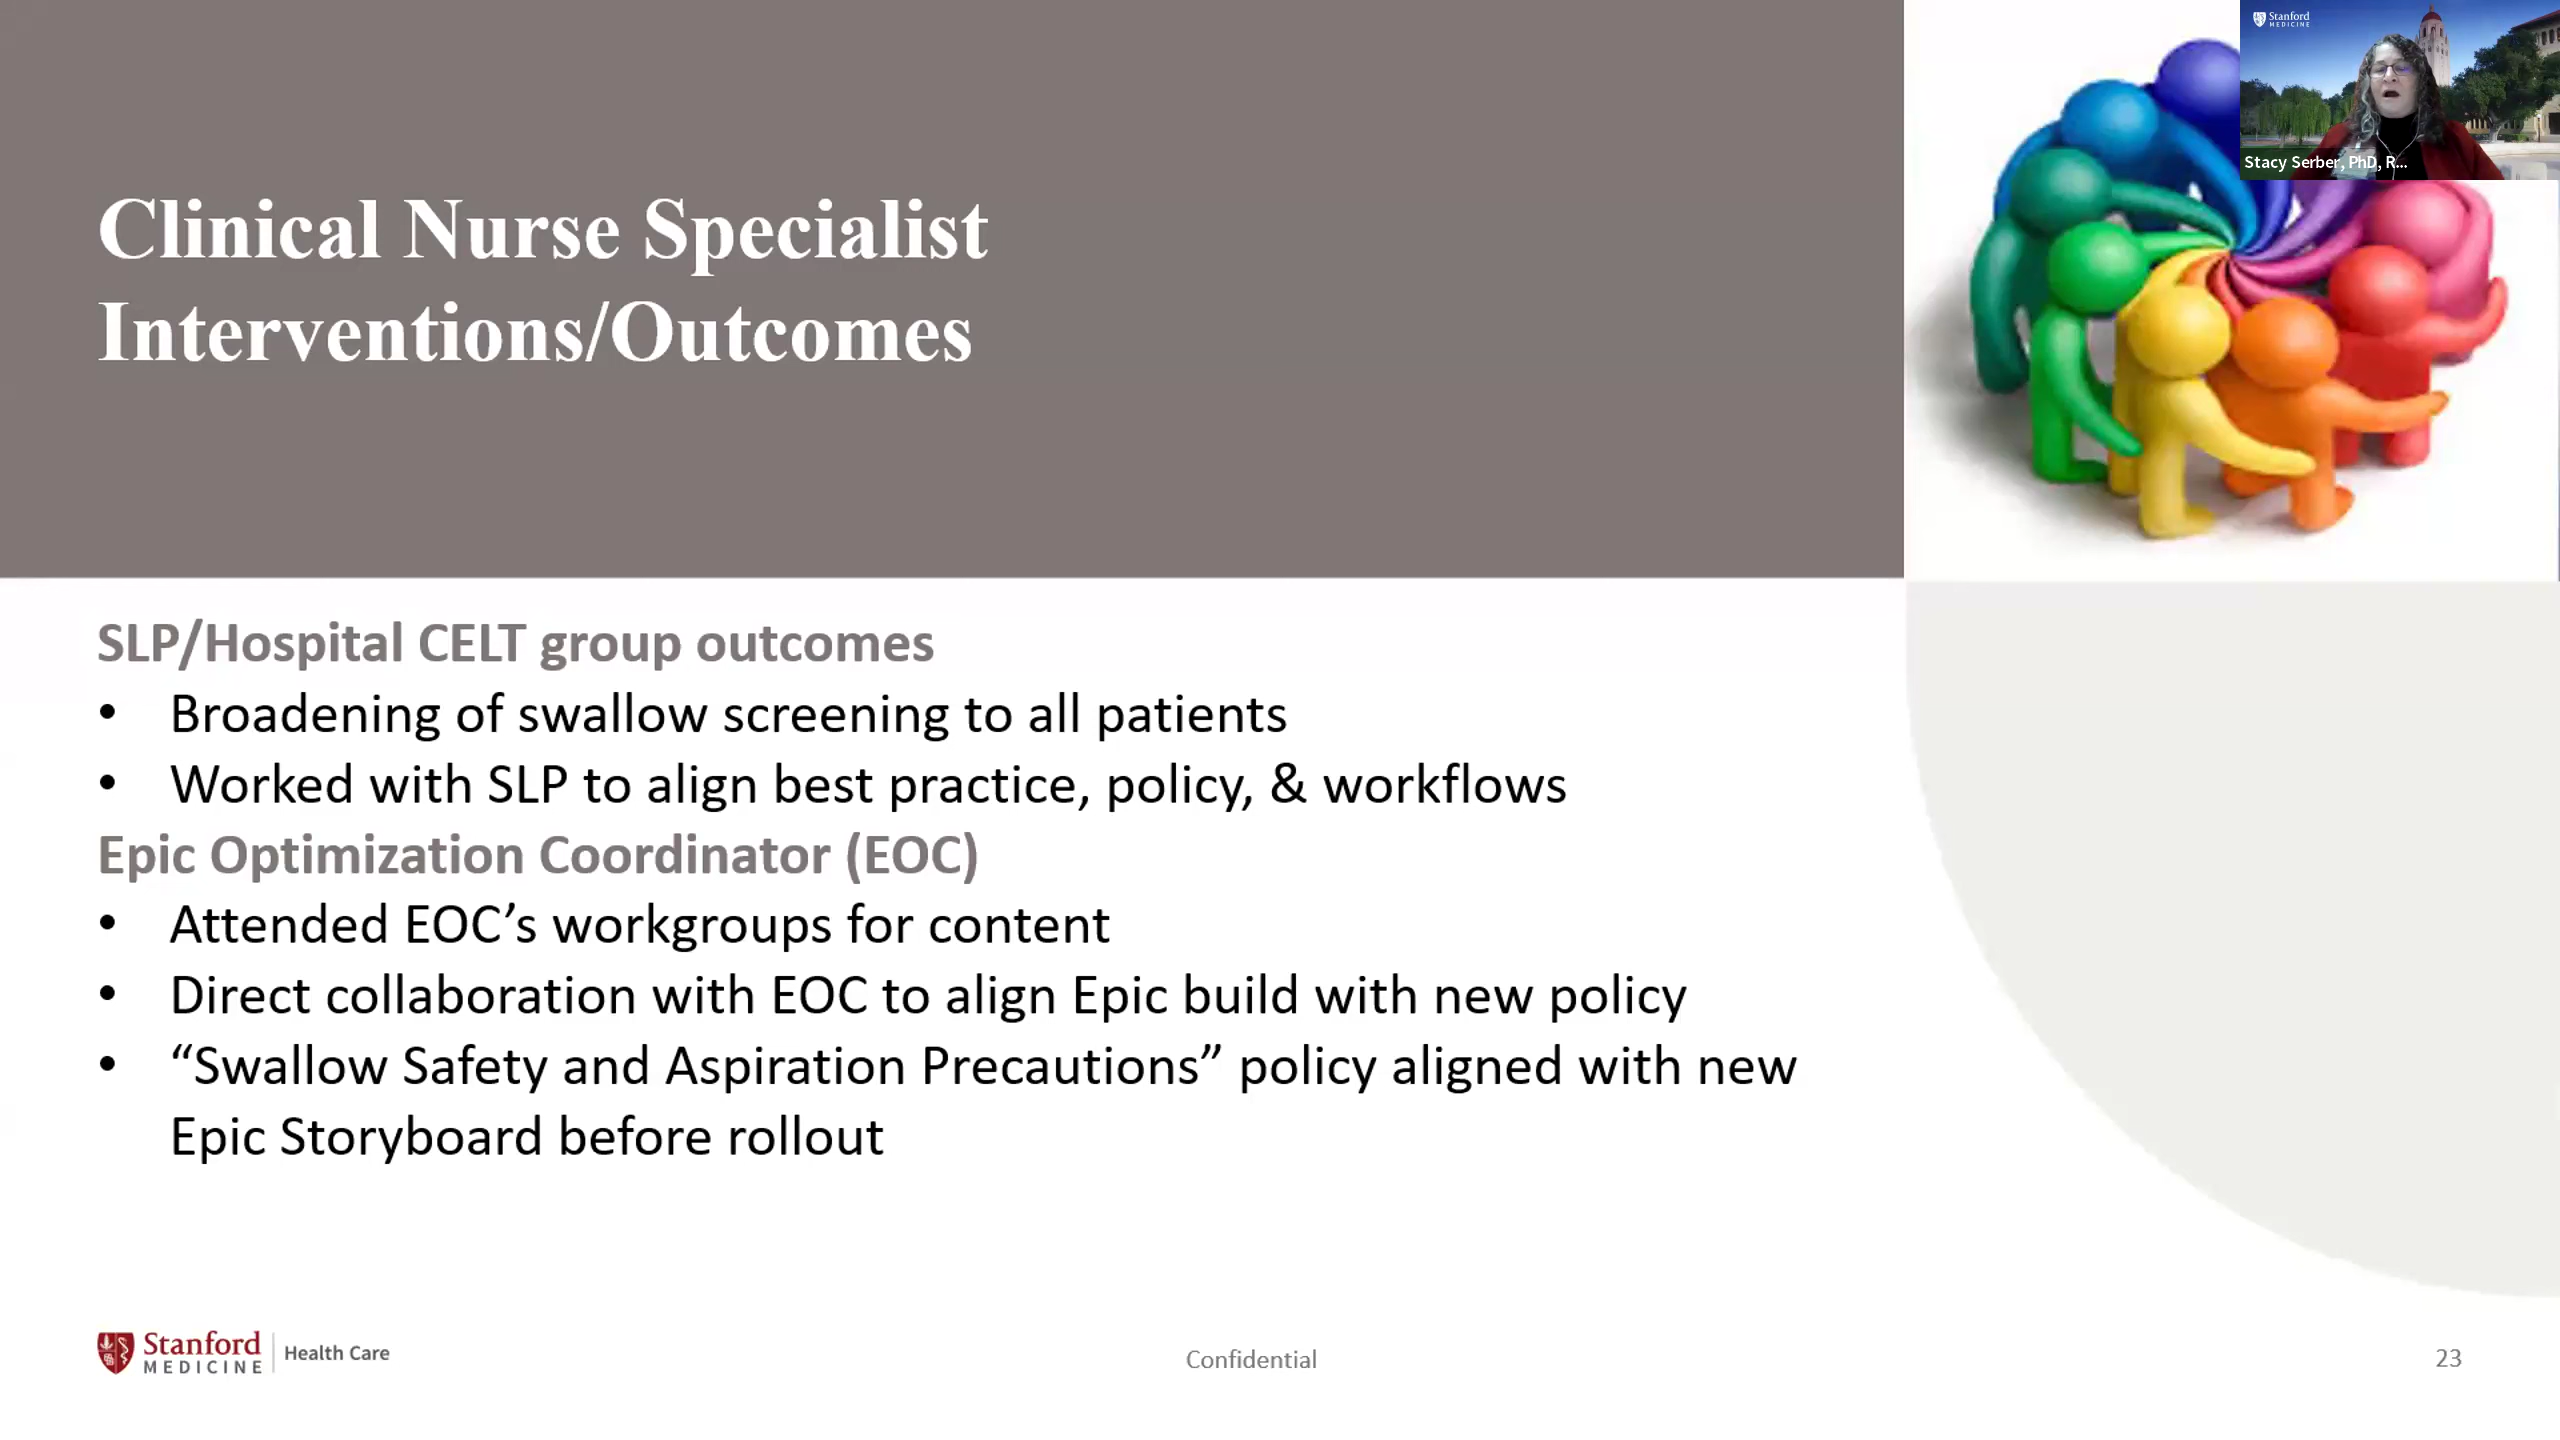 Stanford
MEDICINE
Stacy Serber, PhD, R...
Clinical Nurse Specialist
Interventions/Outcomes
SLP/Hospital CELT group outcomes
• Broadening of swallow screening to all patients
• Worked with SLP to align best practice, policy, & workflows
Epic Optimization Coordinator (EOC)
• Attended EOC’s workgroups for content
• Direct collaboration with EOC to align Epic build with new policy
• “Swallow Safety and Aspiration Precautions” policy aligned with new
Epic Storyboard before rollout
Stanford
MEDICINE
Health Care
Confidential
23